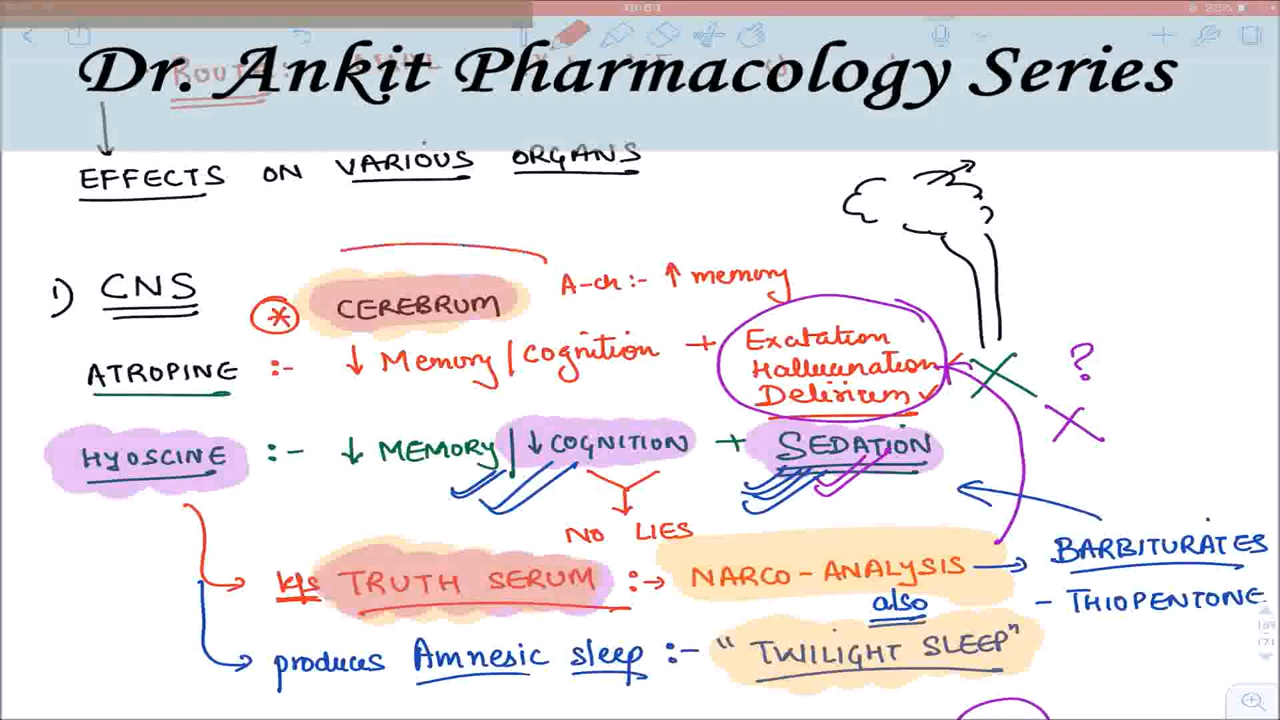 Dr. Ankit Pharmacology Series
ROUTE :-
EFFECTS ON VARIOUS ORGANS
1) CNS
* CEREBRUM
A-ch :- ↑ memory
ATROPINE :- ↓ Memory / Cognition +
Excitation
Hallucination
Delirium ✓
?
HYOSCINE :- ↓ MEMORY / ↓ COGNITION + SEDATION
NO LIES
k/s TRUTH SERUM :→ NARCO-ANALYSIS → BARBITURATES
also
- THIOPENTONE
produces Amnesic sleep :- "TWILIGHT SLEEP"